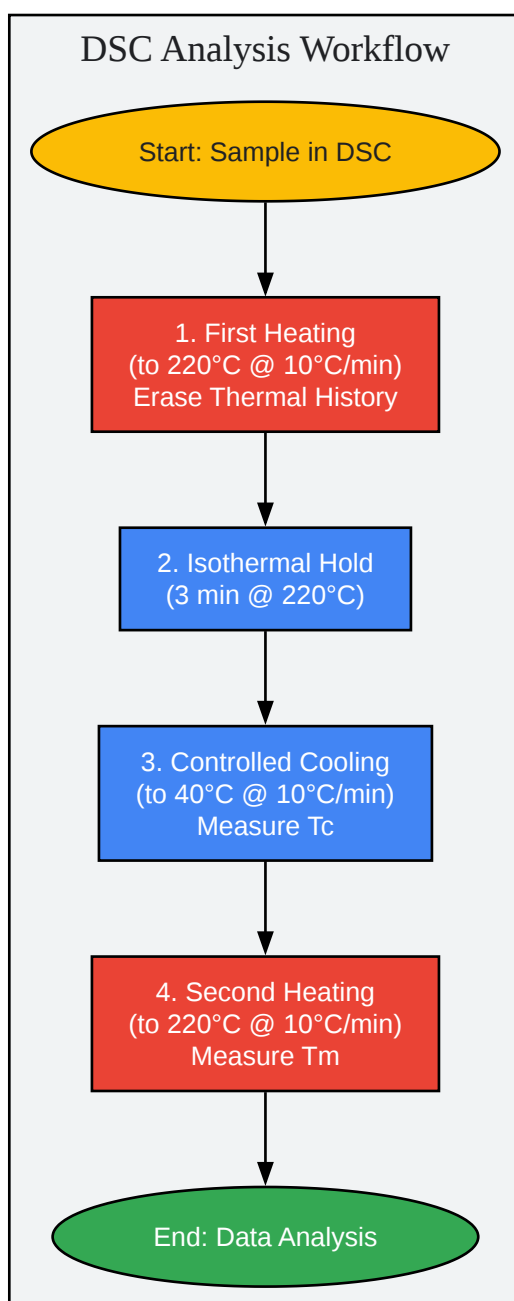 DSC Analysis Workflow
Start: Sample in DSC
1. First Heating
(to 220°C @ 10°C/min)
Erase Thermal History
2. Isothermal Hold
(3 min @ 220°C)
3. Controlled Cooling
(to 40°C @ 10°C/min)
Measure Tc
4. Second Heating
(to 220°C @ 10°C/min)
Measure Tm
End: Data Analysis